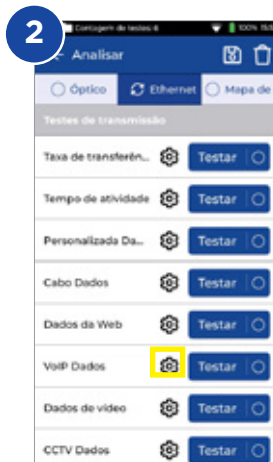 2
Contagem de testes: 6
100%
Analisar
Óptico
Ethernet
Mapa de
Testes de transmissão
Taxa de transferên...
Testar
Tempo de atividade
Testar
Personalizada Da...
Testar
Cabo Dados
Testar
Dados da Web
Testar
VoIP Dados
Testar
Dados de vídeo
Testar
CCTV Dados
Testar